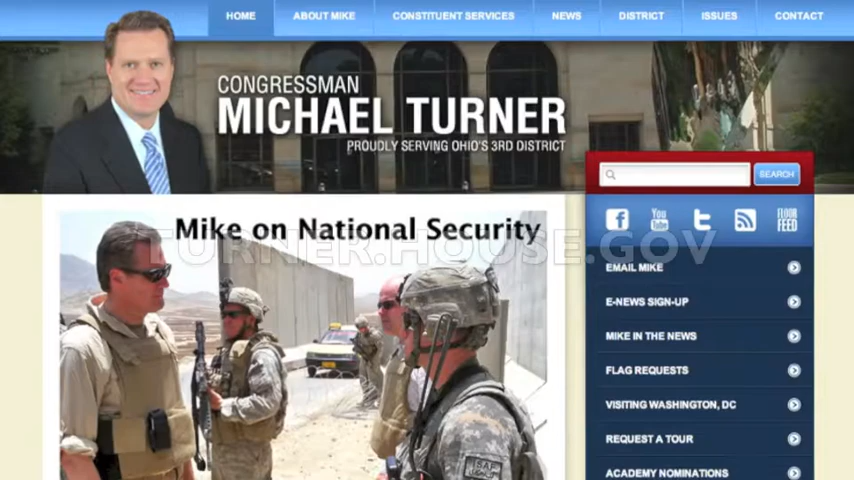 HOME ABOUT MIKE CONSTITUENT SERVICES NEWS DISTRICT ISSUES CONTACT
CONGRESSMAN
MICHAEL TURNER
PROUDLY SERVING OHIO'S 3RD DISTRICT
SEARCH
You Tube
FLOOR FEED
Mike on National Security
TURNER.HOUSE.GOV
EMAIL MIKE
E-NEWS SIGN-UP
MIKE IN THE NEWS
FLAG REQUESTS
VISITING WASHINGTON, DC
REQUEST A TOUR
ACADEMY NOMINATIONS